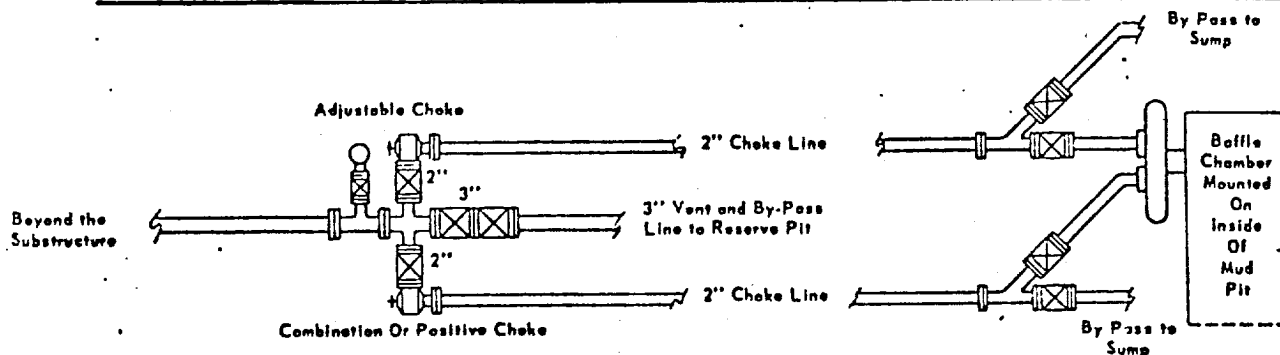 By Pass to
Sump
Adjustable Choke
2"
2" Choke Line
3"
Beyond the
Substructure
3" Vent and By-Pass
Line to Reserve Pit
2"
2" Choke Line
Combination Or Positive Choke
By Pass to
Sump
Baffle
Chamber
Mounted
On
Inside
Of
Mud
Pit